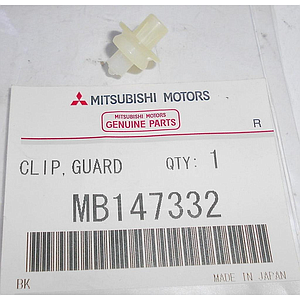 MITSUBISHI MOTORS
MITSUBISHI MOTORS
GENUINE PARTS
R
CLIP, GUARD QTY: 1
MB147332
BK MADE IN JAPAN